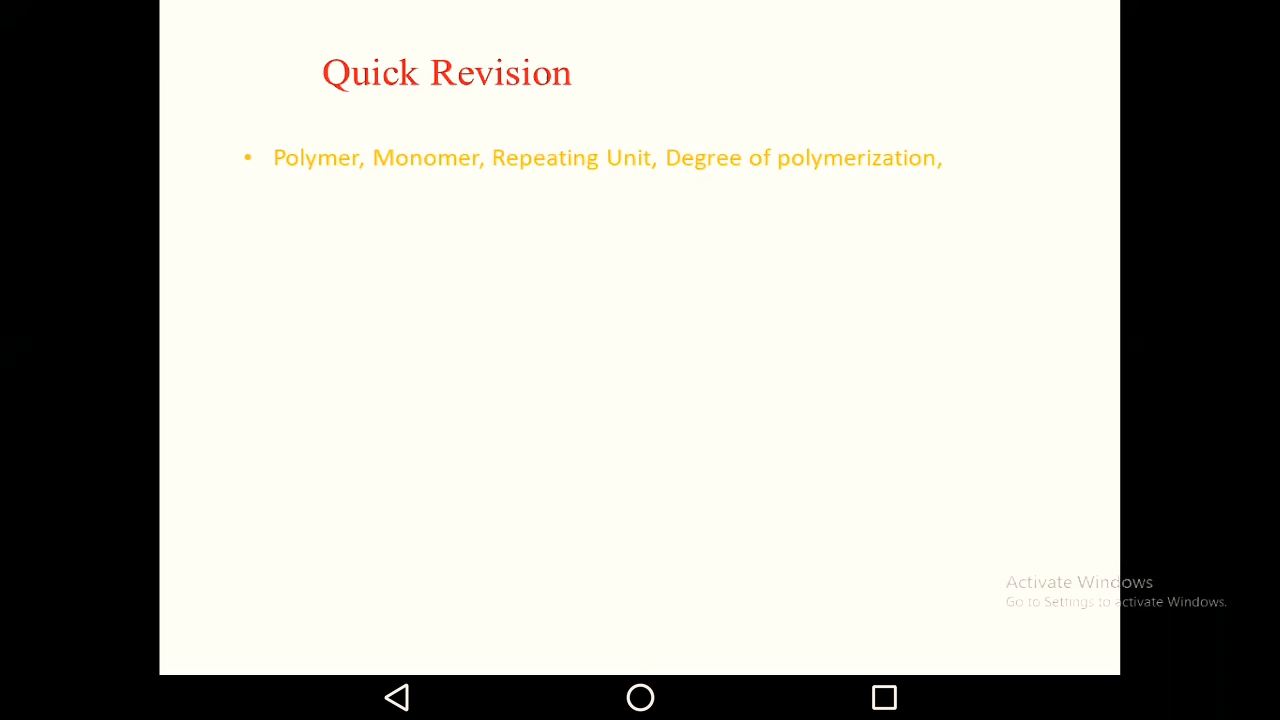 Quick Revision
• Polymer, Monomer, Repeating Unit, Degree of polymerization,
Activate Windows
Go to Settings to activate Windows.